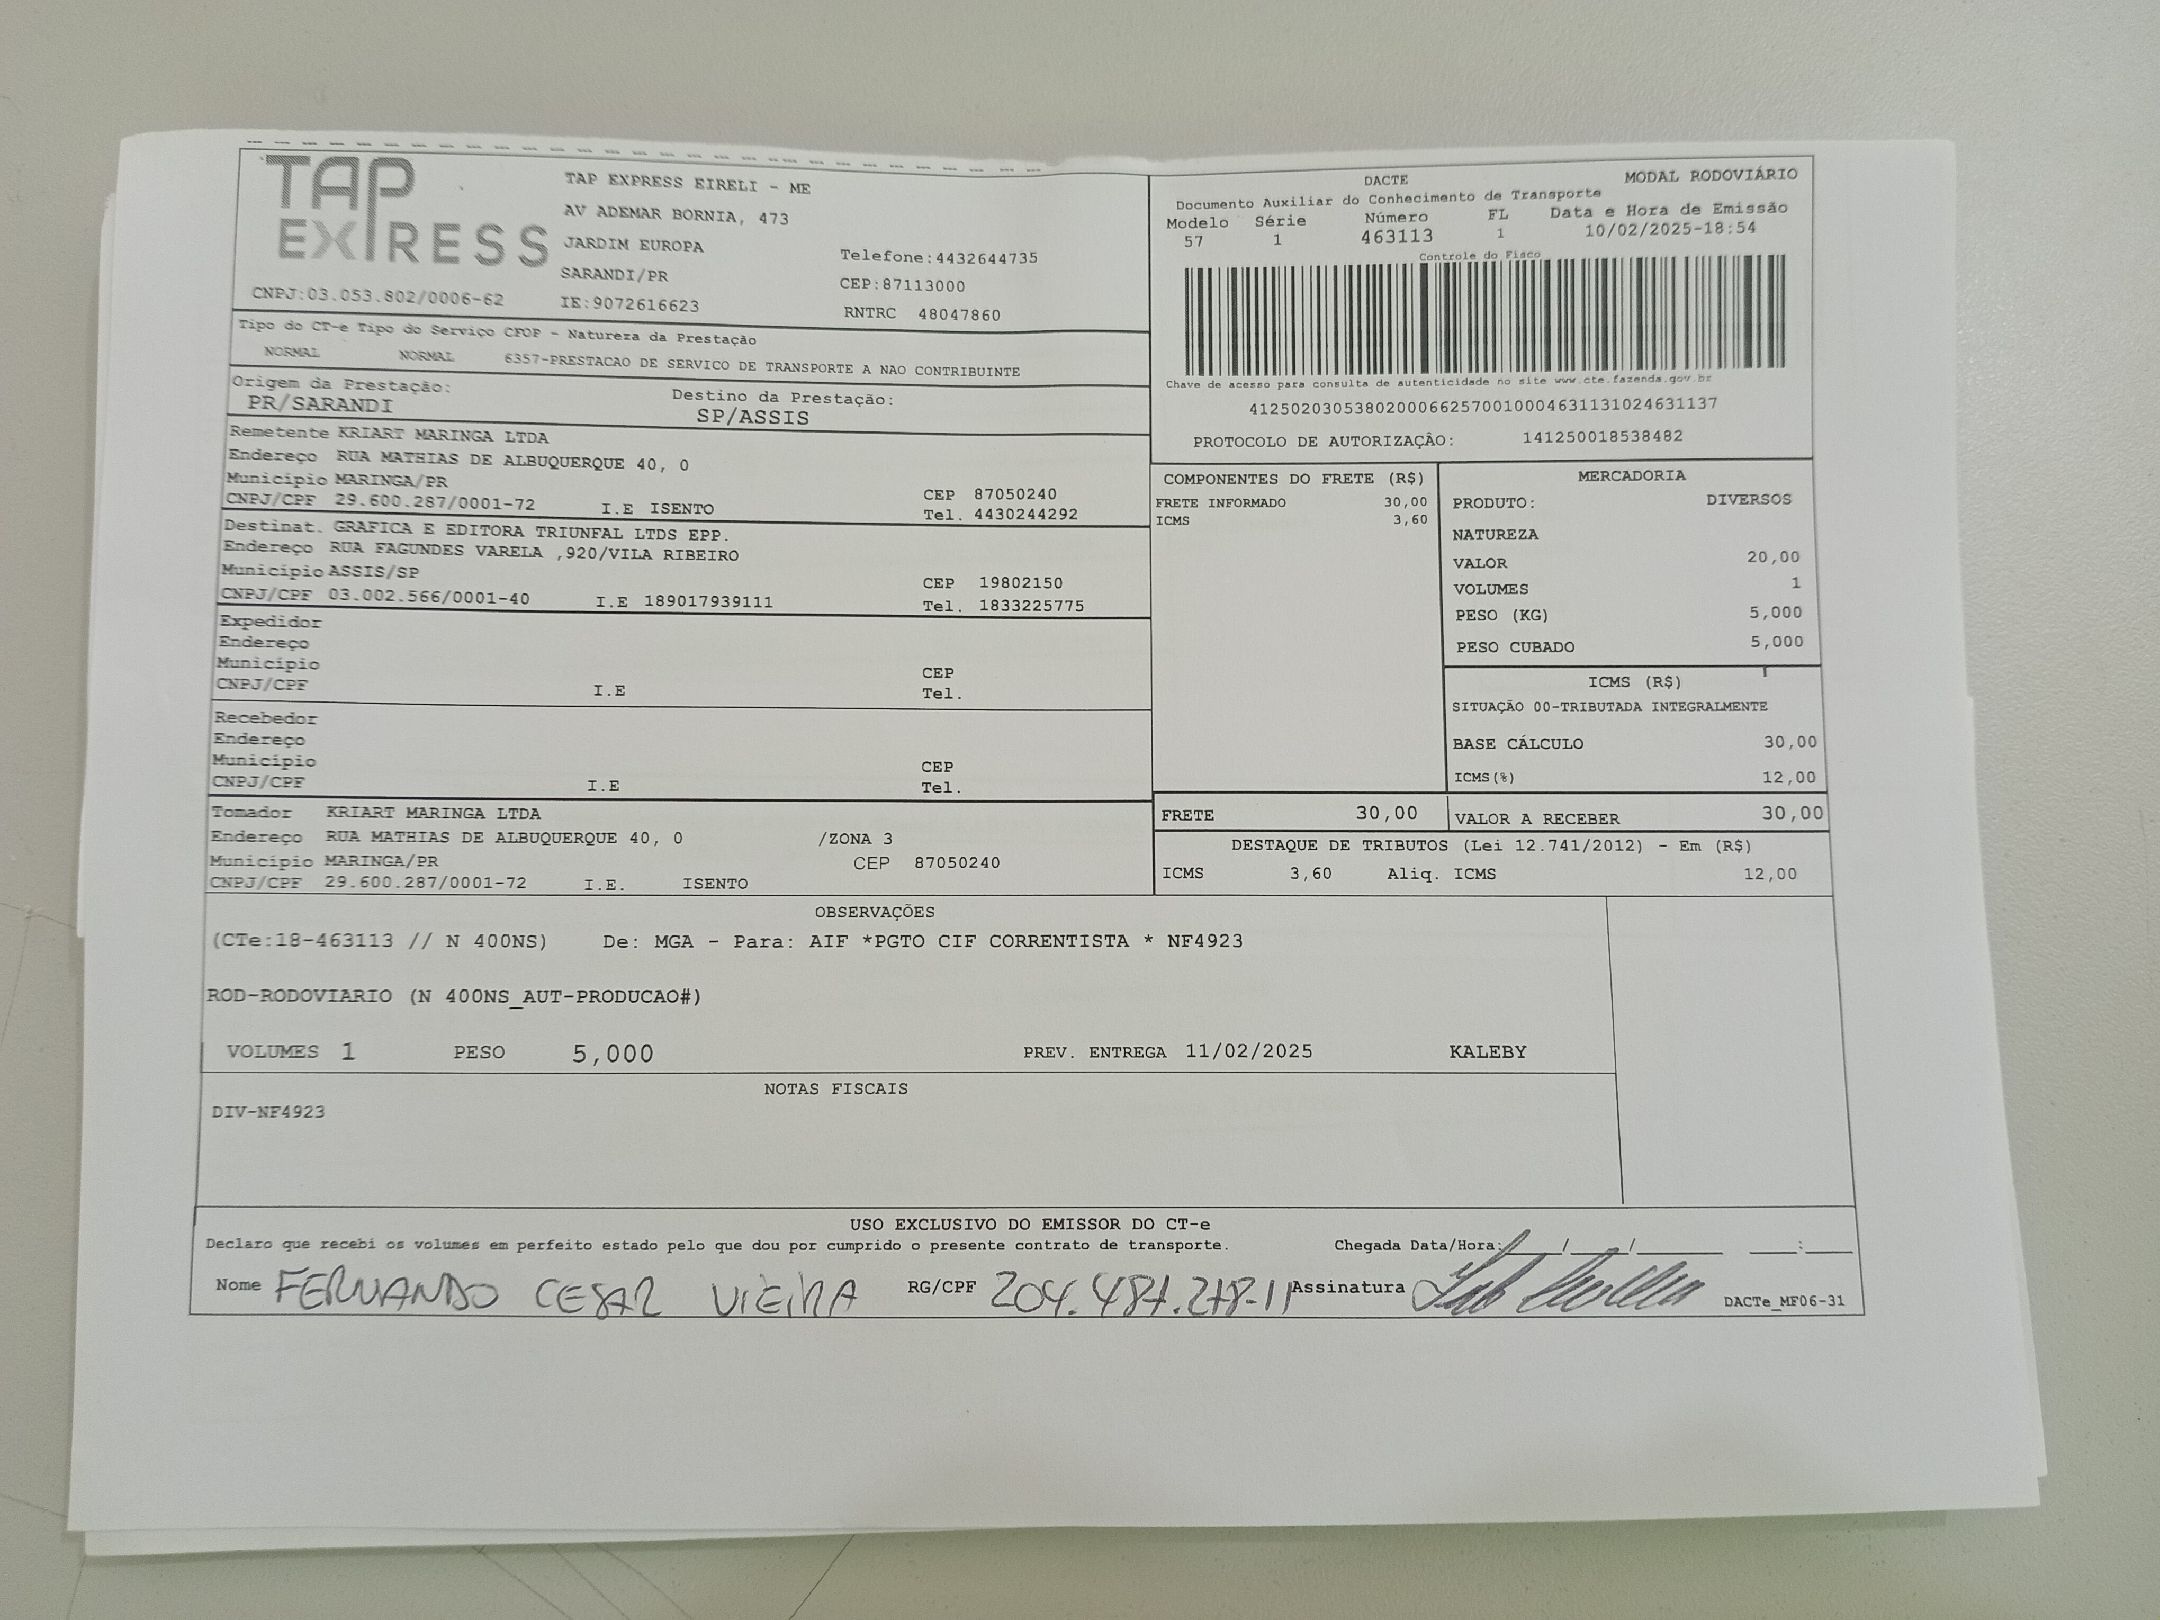 TAP
EXPRESS
TAP EXPRESS EIRELI - ME
AV ADEMAR BORNIA, 473
JARDIM EUROPA
SARANDI/PR
IE:9072616623
CNPJ:03.053.802/0006-62
Telefone:4432644735
CEP:87113000
RNTRC 48047860
DACTE
MODAL RODOVIÁRIO
Documento Auxiliar do Conhecimento de Transporte
Modelo Série Número FL Data e Hora de Emissão
57 1 463113 1 10/02/2025-18:54
Controle do Fisco
Chave de acesso para consulta de autenticidade no site www.cte.fazenda.gov.br
41250203053802000662570010004631131024631137
PROTOCOLO DE AUTORIZAÇÃO: 141250018538482
Tipo do CT-e Tipo do Serviço CFOP - Natureza da Prestação
NORMAL NORMAL 6357-PRESTACAO DE SERVICO DE TRANSPORTE A NAO CONTRIBUINTE
Origem da Prestação: Destino da Prestação:
PR/SARANDI SP/ASSIS
Remetente KRIART MARINGA LTDA
Endereço RUA MATHIAS DE ALBUQUERQUE 40, 0
Município MARINGA/PR CEP 87050240
CNPJ/CPF 29.600.287/0001-72 I.E ISENTO Tel. 4430244292
Destinat. GRAFICA E EDITORA TRIUNFAL LTDS EPP.
Endereço RUA FAGUNDES VARELA ,920/VILA RIBEIRO
Município ASSIS/SP CEP 19802150
CNPJ/CPF 03.002.566/0001-40 I.E 189017939111 Tel. 1833225775
Expedidor
Endereço
Município CEP
CNPJ/CPF I.E Tel.
Recebedor
Endereço
Município CEP
CNPJ/CPF I.E Tel.
Tomador KRIART MARINGA LTDA
Endereço RUA MATHIAS DE ALBUQUERQUE 40, 0 /ZONA 3
Município MARINGA/PR CEP 87050240
CNPJ/CPF 29.600.287/0001-72 I.E. ISENTO
COMPONENTES DO FRETE (R$)
FRETE INFORMADO 30,00
ICMS 3,60
MERCADORIA
PRODUTO: DIVERSOS
NATUREZA
VALOR 20,00
VOLUMES 1
PESO (KG) 5,000
PESO CUBADO 5,000
ICMS (R$)
SITUAÇÃO 00-TRIBUTADA INTEGRALMENTE
BASE CÁLCULO 30,00
ICMS(%) 12,00
FRETE 30,00 VALOR A RECEBER 30,00
DESTAQUE DE TRIBUTOS (Lei 12.741/2012) - Em (R$)
ICMS 3,60 Aliq. ICMS 12,00
OBSERVAÇÕES
(CTe:18-463113 // N 400NS) De: MGA - Para: AIF *PGTO CIF CORRENTISTA * NF4923
ROD-RODOVIARIO (N 400NS_AUT-PRODUCAO#)
VOLUMES 1 PESO 5,000 PREV. ENTREGA 11/02/2025 KALEBY
NOTAS FISCAIS
DIV-NF4923
USO EXCLUSIVO DO EMISSOR DO CT-e
Declaro que recebi os volumes em perfeito estado pelo que dou por cumprido o presente contrato de transporte. Chegada Data/Hora: __/__/____ __:__
Nome FERNANDO CESAR VIEIRA RG/CPF 204.487.278-11 Assinatura
DACTe_MF06-31